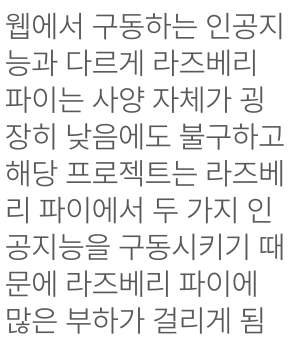 웹에서 구동하는 인공지
능과 다르게 라즈베리
파이는 사양 자체가 굉
장히 낮음에도 불구하고
해당 프로젝트는 라즈베
리 파이에서 두 가지 인
공지능을 구동시키기 때
문에 라즈베리 파이에
많은 부하가 걸리게 됨